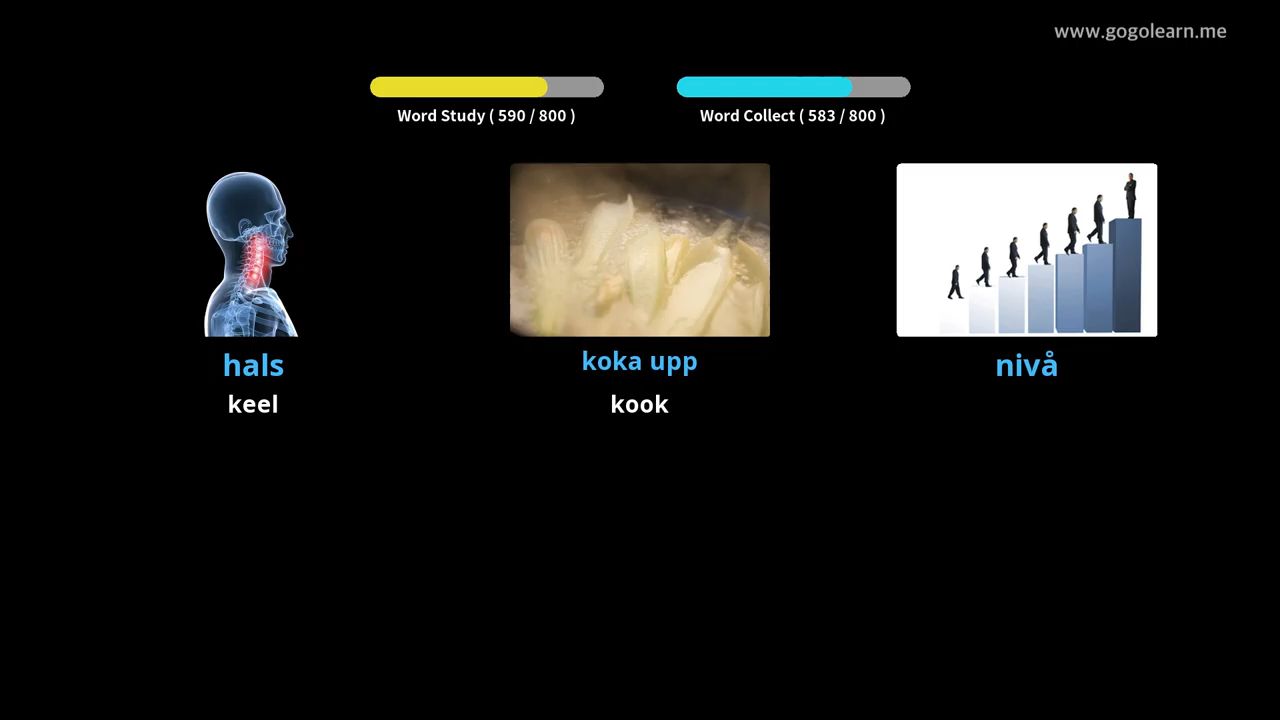 www.gogolearn.me
Word Study ( 590 / 800 )
Word Collect ( 583 / 800 )
hals
koka upp
nivå
keel
kook